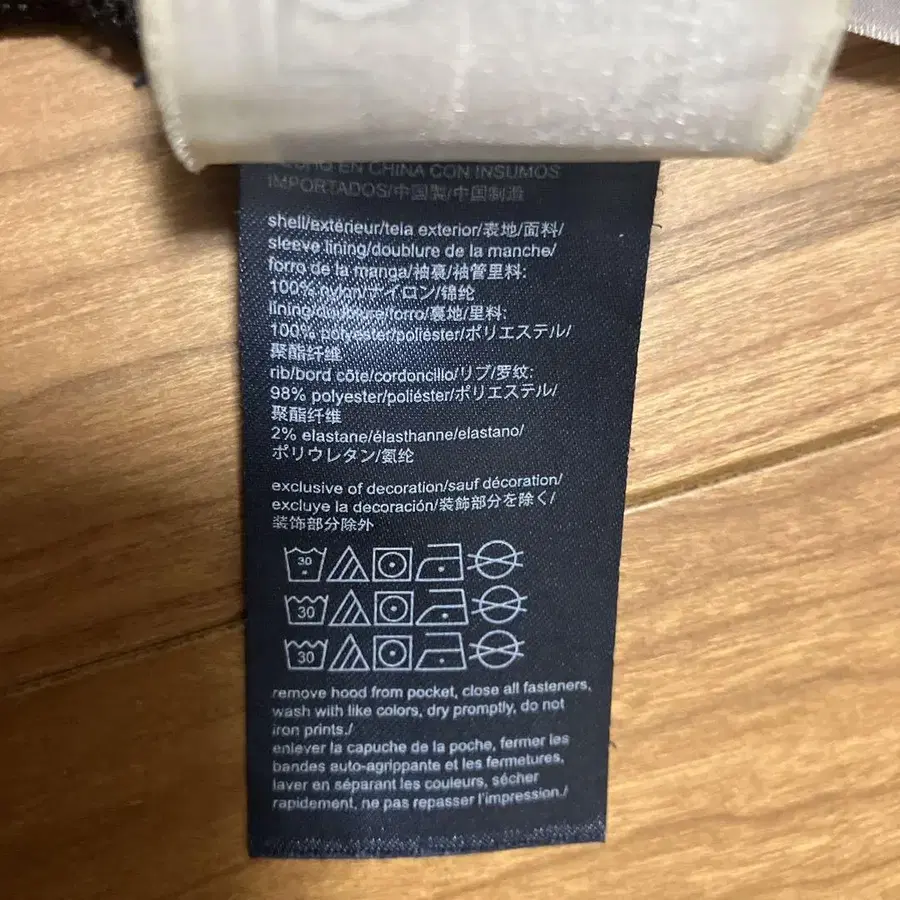 EN CHINA CON INSUMOS
IMPORTADOS/中国製/中国制造
shell/extérieur/tela exterior/表地/面料/
sleeve lining/doublure de la manche/
forro de la manga/袖裏/袖管里料:
100% nylon/ナイロン/锦纶
lining/doublure/forro/裏地/里料:
100% polyester/poliéster/ポリエステル/
聚酯纤维
rib/bord côte/cordoncillo/リブ/罗纹:
98% polyester/poliéster/ポリエステル/
聚酯纤维
2% elastane/élasthanne/elastano/
ポリウレタン/氨纶
exclusive of decoration/sauf décoration/
excluye la decoración/装飾部分を除く/
装饰部分除外
30
30
30
remove hood from pocket, close all fasteners,
wash with like colors, dry promptly, do not
iron prints./
enlever la capuche de la poche, fermer les
bandes auto-agrippante et les fermetures,
laver en séparant les couleurs, sécher
rapidement, ne pas repasser l'impression./